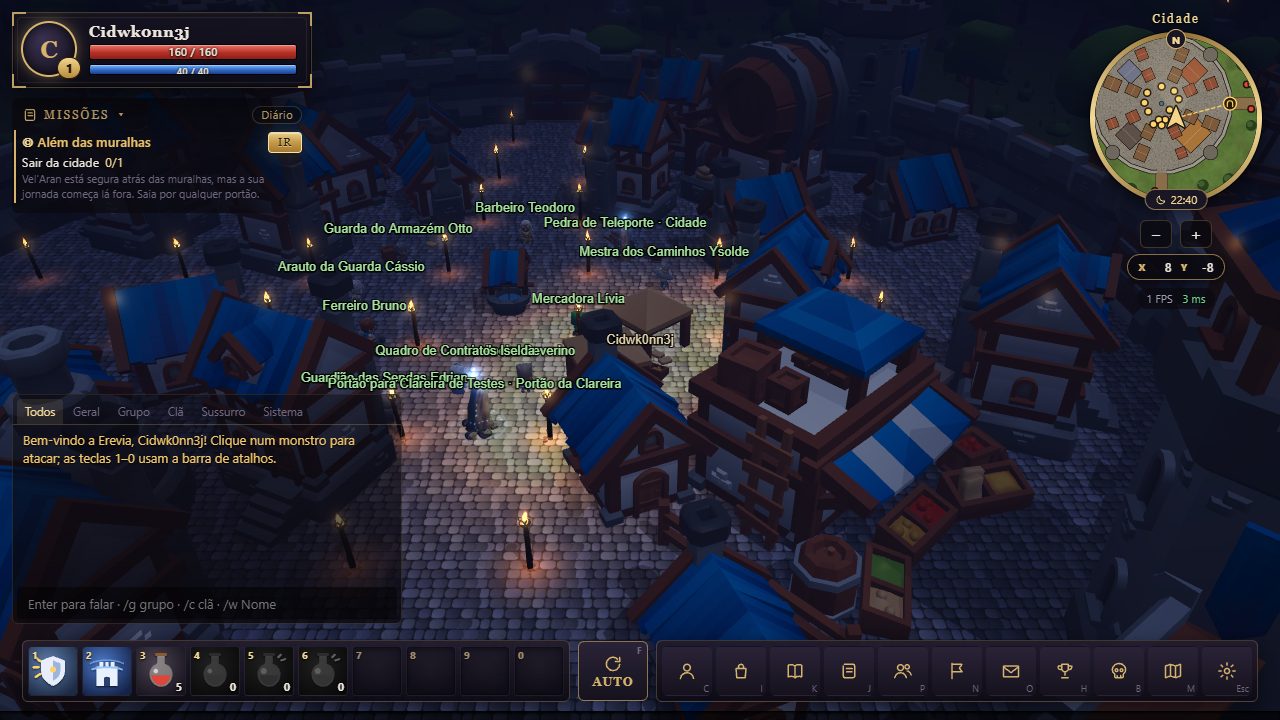 Cidwkonn3j
C
1
160 / 160
40 / 40
MISSÕES
Diário
Além das muralhas
IR
Sair da cidade 0/1
Vel'Aran está segura atrás das muralhas, mas a sua
jornada começa lá fora. Saia por qualquer portão.
Cidade
N
22:40
−
+
X 8 Y -8
1 FPS 3 ms
Barbeiro Teodoro
Guarda do Armazém Otto
Pedra de Teleporte · Cidade
Mestra dos Caminhos Ysolde
Arauto da Guarda Cássio
Mercadora Lívia
Ferreiro Bruno
Cidwk0nn3j
Quadro de Contratos
Portão para Clareira de Testes · Portão da Clareira
Todos Geral Grupo Clã Sussurro Sistema
Bem-vindo a Erevia, Cidwk0nn3j! Clique num monstro para
atacar; as teclas 1–0 usam a barra de atalhos.
Enter para falar · /g grupo · /c clã · /w Nome
1 2 3 5 4 0 5 0 6 0 7 8 9 0
F
AUTO
C I K J P N O H B M Esc